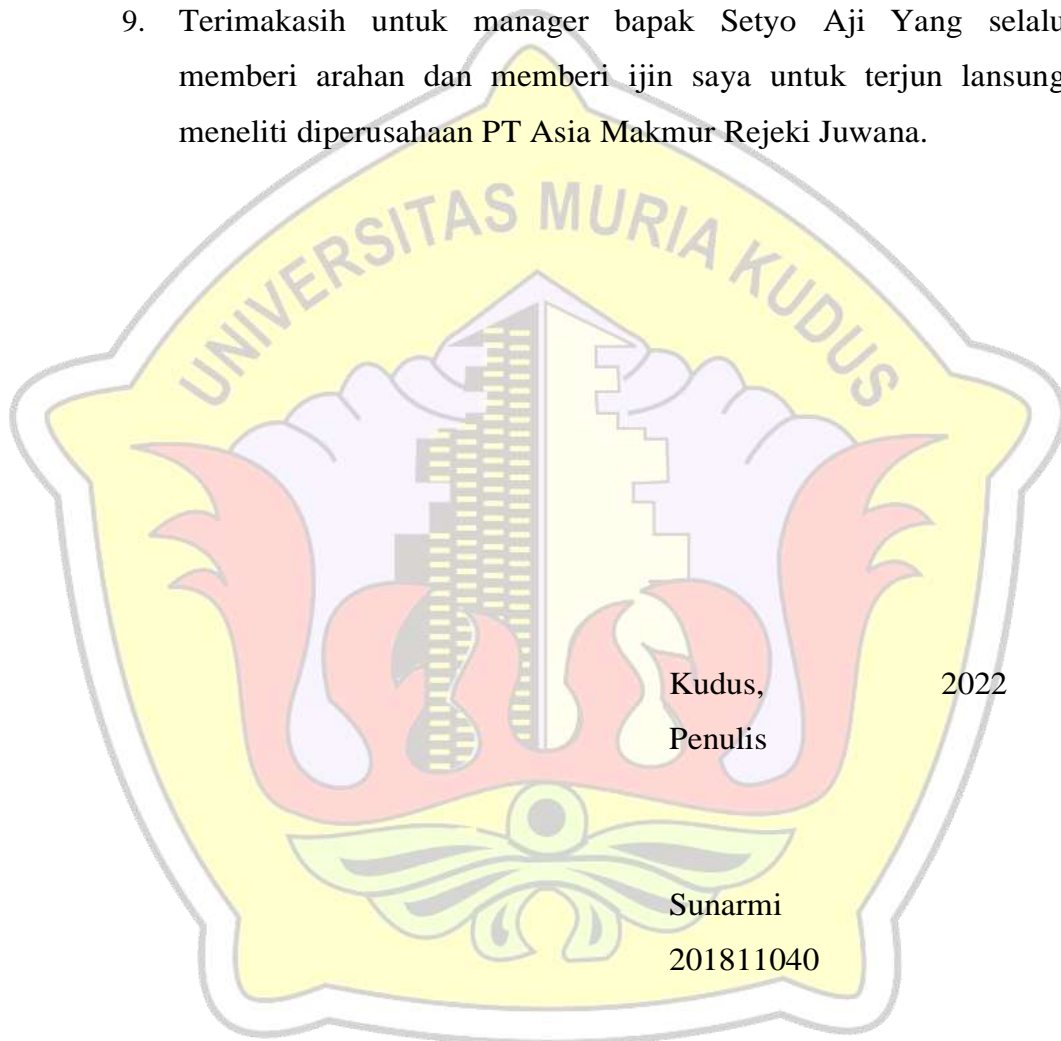 9. Terimakasih untuk manager bapak Setyo Aji Yang selalu
memberi arahan dan memberi ijin saya untuk terjun lansung
meneliti diperusahaan PT Asia Makmur Rejeki Juwana.
UNIVERSITAS MURIA KUDUS
Kudus, 2022
Penulis
Sunarmi
201811040